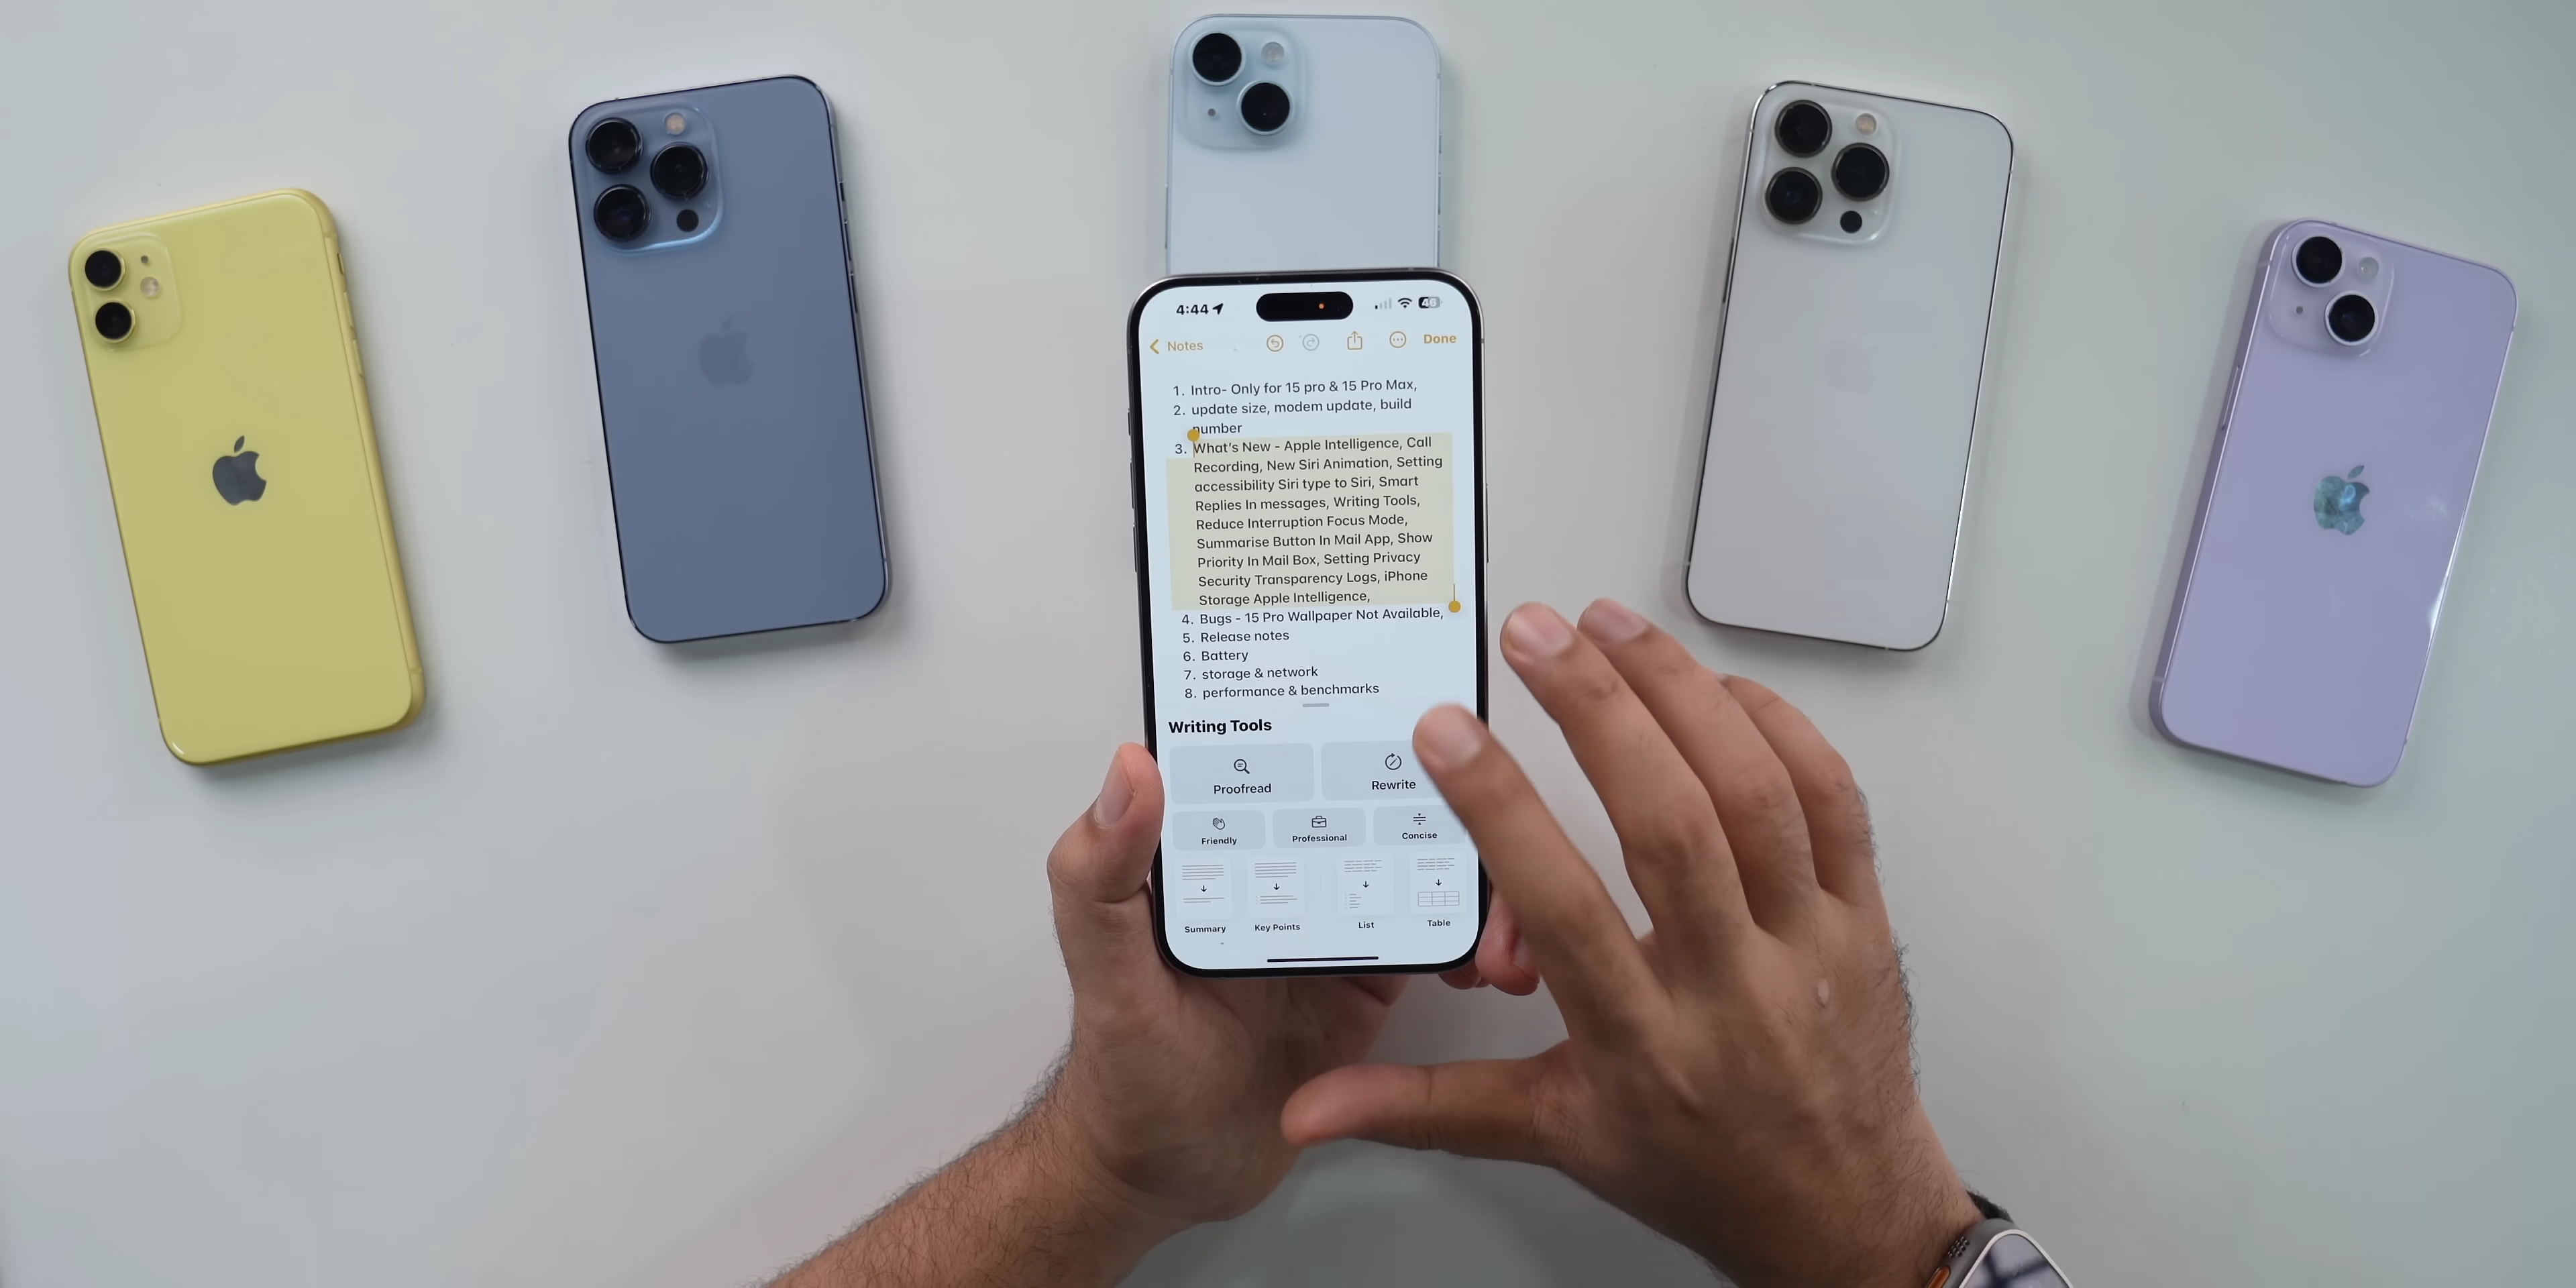 4:44
46
Notes
Done
1. Intro- Only for 15 pro & 15 Pro Max,
2. update size, modem update, build
number
3. What's New - Apple Intelligence, Call
Recording, New Siri Animation, Setting
accessibility Siri type to Siri, Smart
Replies In messages, Writing Tools,
Reduce Interruption Focus Mode,
Summarise Button In Mail App, Show
Priority In Mail Box, Setting Privacy
Security Transparency Logs, iPhone
Storage Apple Intelligence,
4. Bugs - 15 Pro Wallpaper Not Available,
5. Release notes
6. Battery
7. storage & network
8. performance & benchmarks
Writing Tools
Proofread
Rewrite
Friendly
Professional
Concise
Summary
Key Points
List
Table